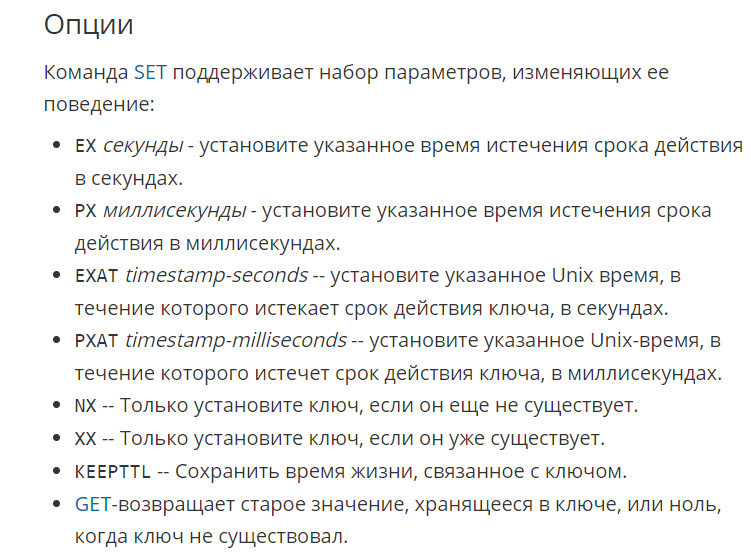 Опции
Команда SET поддерживает набор параметров, изменяющих ее
поведение:
• EX секунды - установите указанное время истечения срока действия
в секундах.
• PX миллисекунды - установите указанное время истечения срока
действия в миллисекундах.
• EXAT timestamp-seconds -- установите указанное Unix время, в
течение которого истекает срок действия ключа, в секундах.
• PXAT timestamp-milliseconds -- установите указанное Unix-время, в
течение которого истечет срок действия ключа, в миллисекундах.
• NX -- Только установите ключ, если он еще не существует.
• XX -- Только установите ключ, если он уже существует.
• KEEPTTL -- Сохранить время жизни, связанное с ключом.
• GET-возвращает старое значение, хранящееся в ключе, или ноль,
когда ключ не существовал.